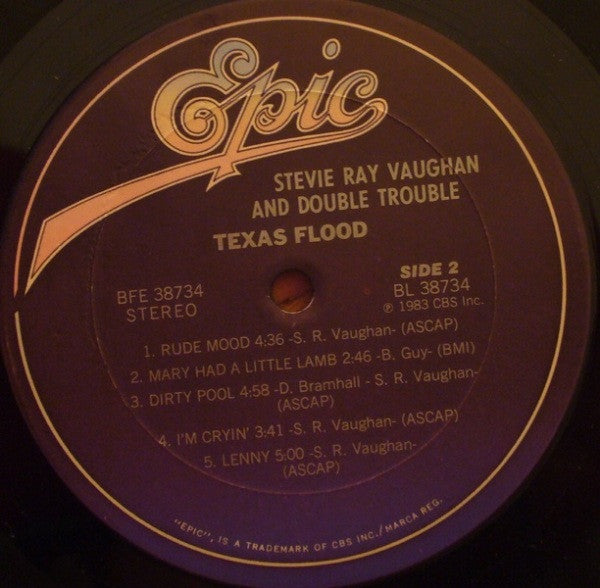 Epic
STEVIE RAY VAUGHAN
AND DOUBLE TROUBLE
TEXAS FLOOD
BFE 38734
STEREO
SIDE 2
BL 38734
℗ 1983 CBS Inc.
1. RUDE MOOD 4:36 -S. R. Vaughan- (ASCAP)
2. MARY HAD A LITTLE LAMB 2:46 -B. Guy- (BMI)
3. DIRTY POOL 4:58 -D. Bramhall - S. R. Vaughan-
(ASCAP)
4. I'M CRYIN' 3:41 -S. R. Vaughan- (ASCAP)
5. LENNY 5:00 -S. R. Vaughan-
(ASCAP)
"EPIC", IS A TRADEMARK OF CBS INC./ MARCA REG.